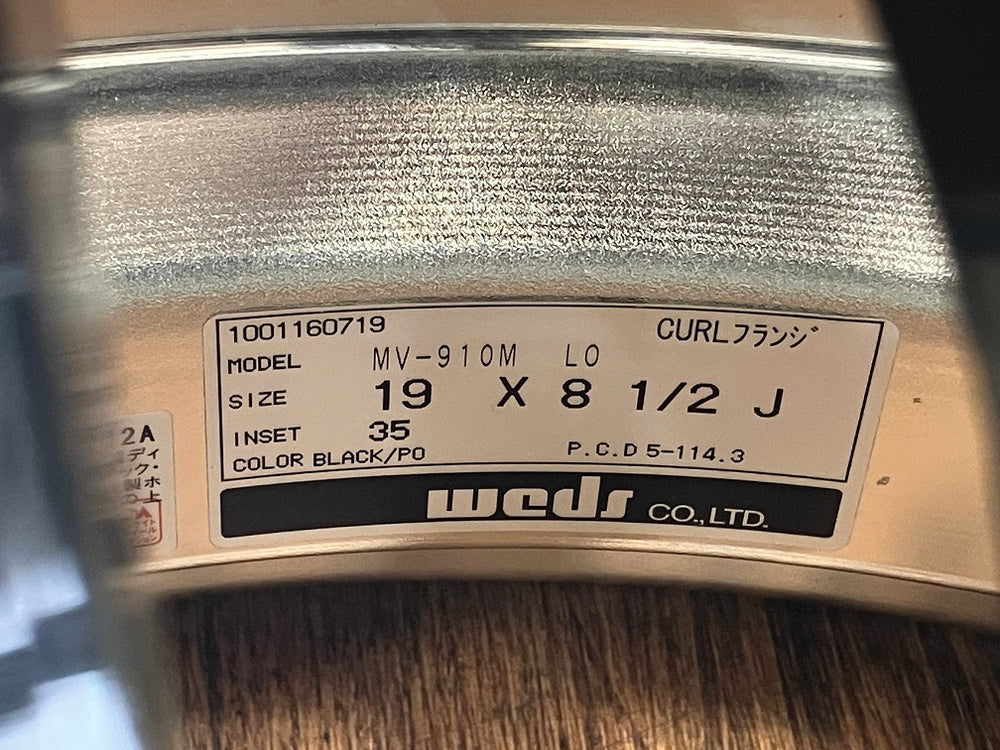 1001160719 CURLフランジ
MODEL MV-910M LO
SIZE 19 X 8 1/2 J
INSET 35
COLOR BLACK/PO P.C.D 5-114.3
weds CO.,LTD.
2A